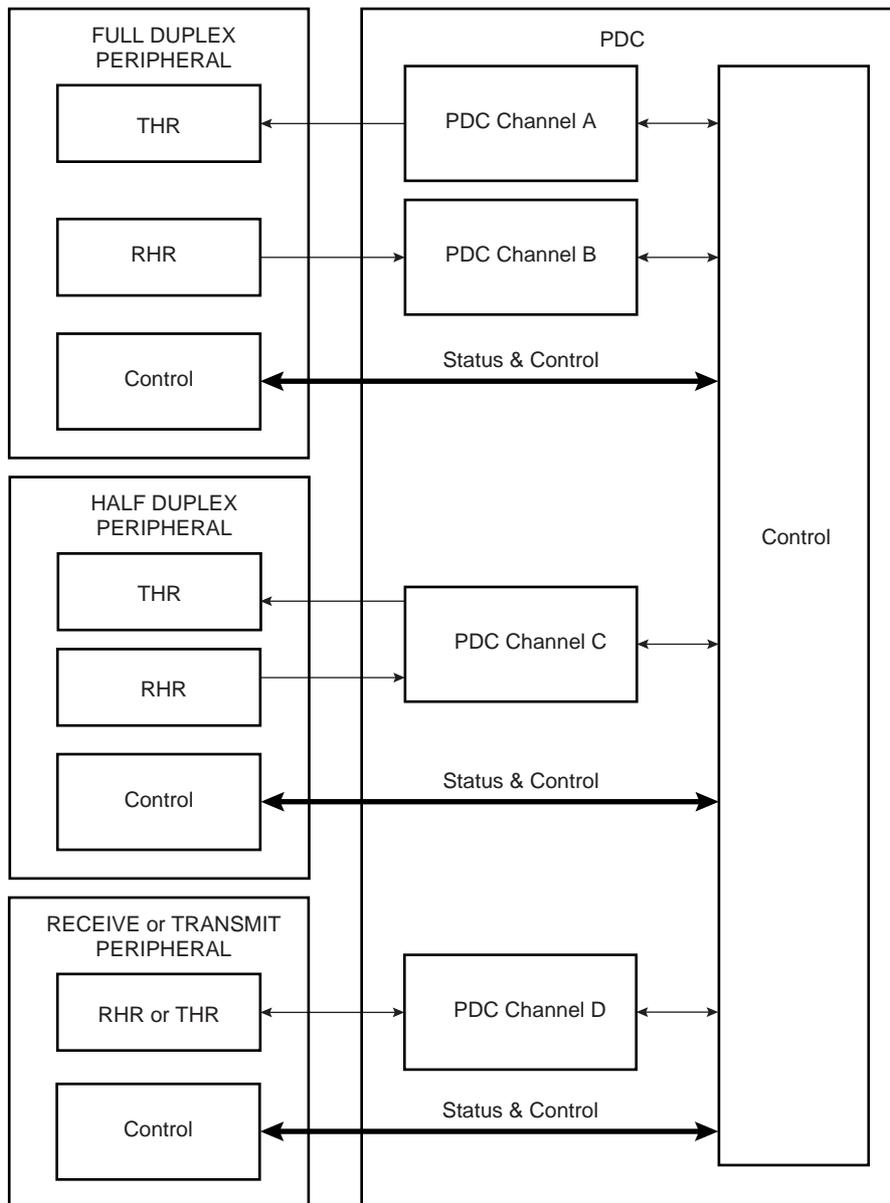 FULL DUPLEX
PERIPHERAL
PDC
THR
PDC Channel A
RHR
PDC Channel B
Control
Status & Control
HALF DUPLEX
PERIPHERAL
Control
THR
PDC Channel C
RHR
Control
Status & Control
RECEIVE or TRANSMIT
PERIPHERAL
RHR or THR
PDC Channel D
Control
Status & Control